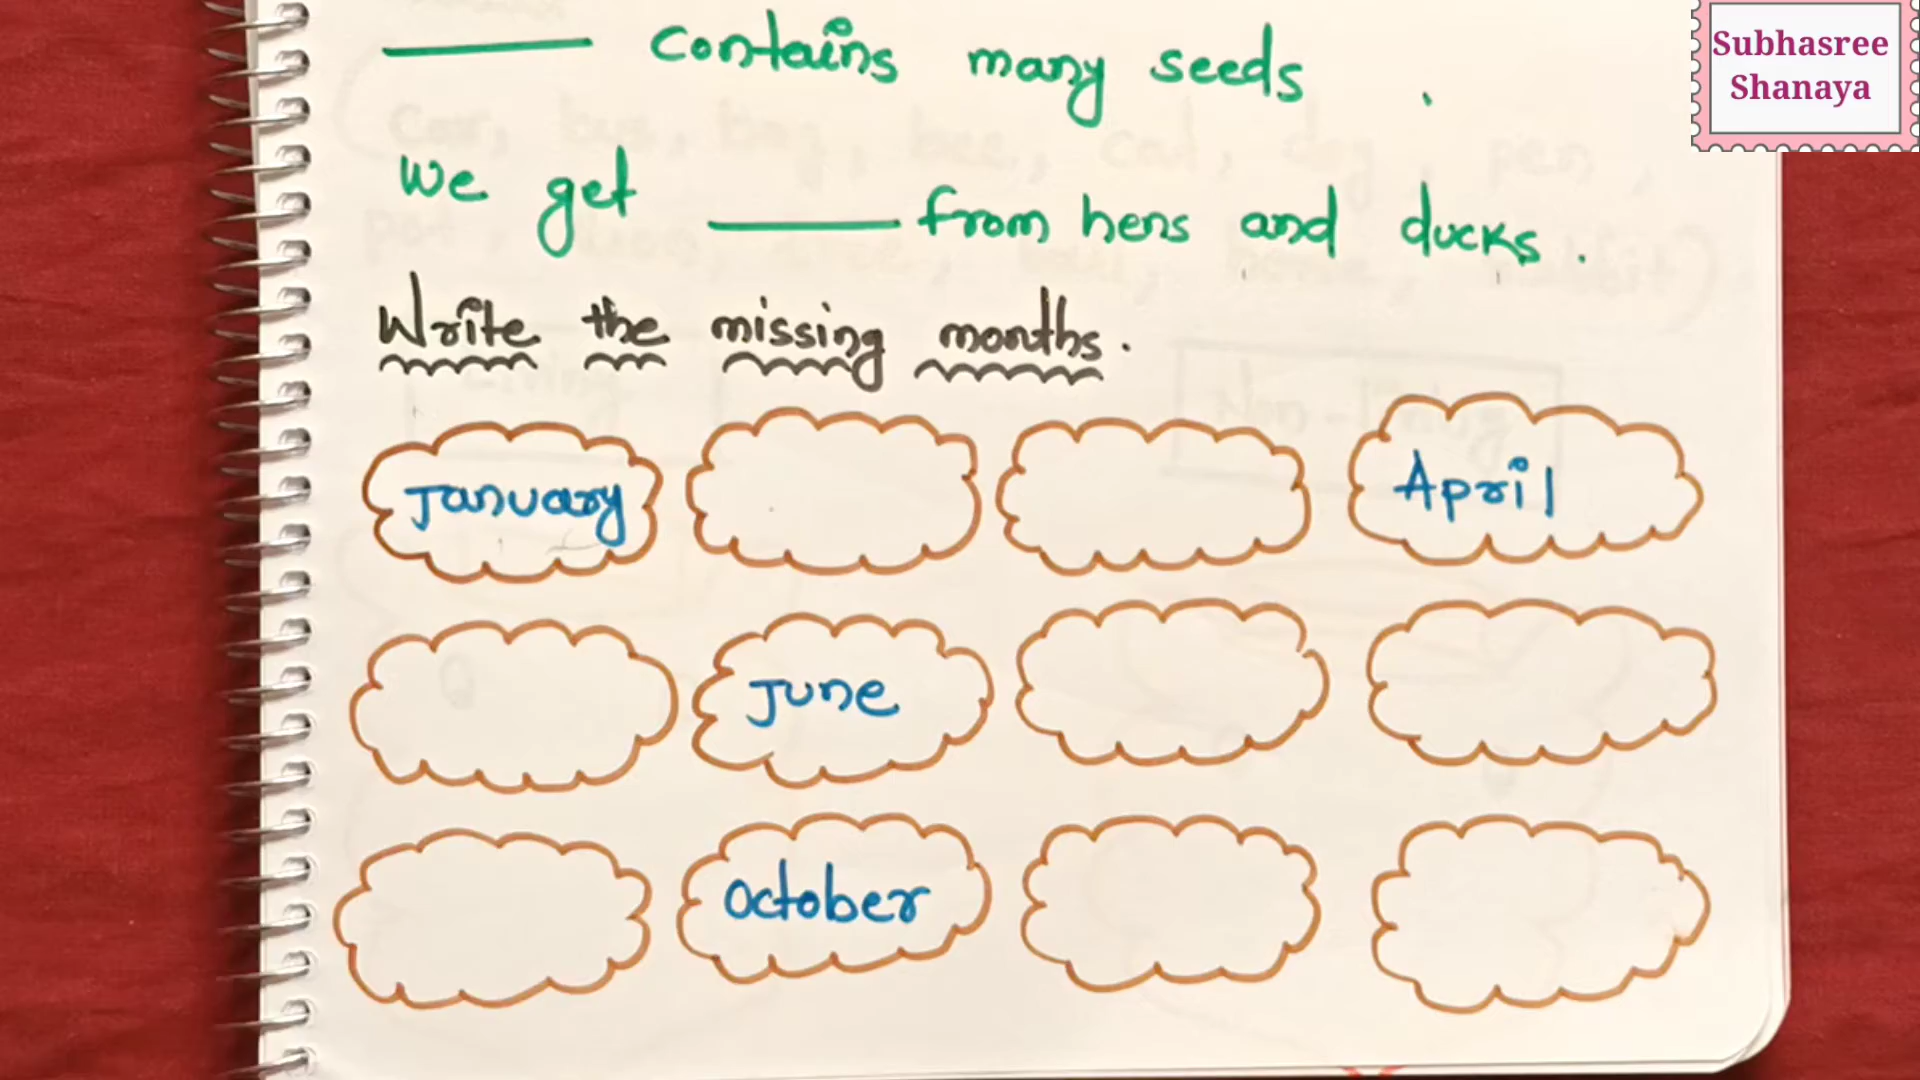 Subhasree
Shanaya
contains many seeds .
We get ______ from hens and ducks .
Write the missing months.
January
April
June
October